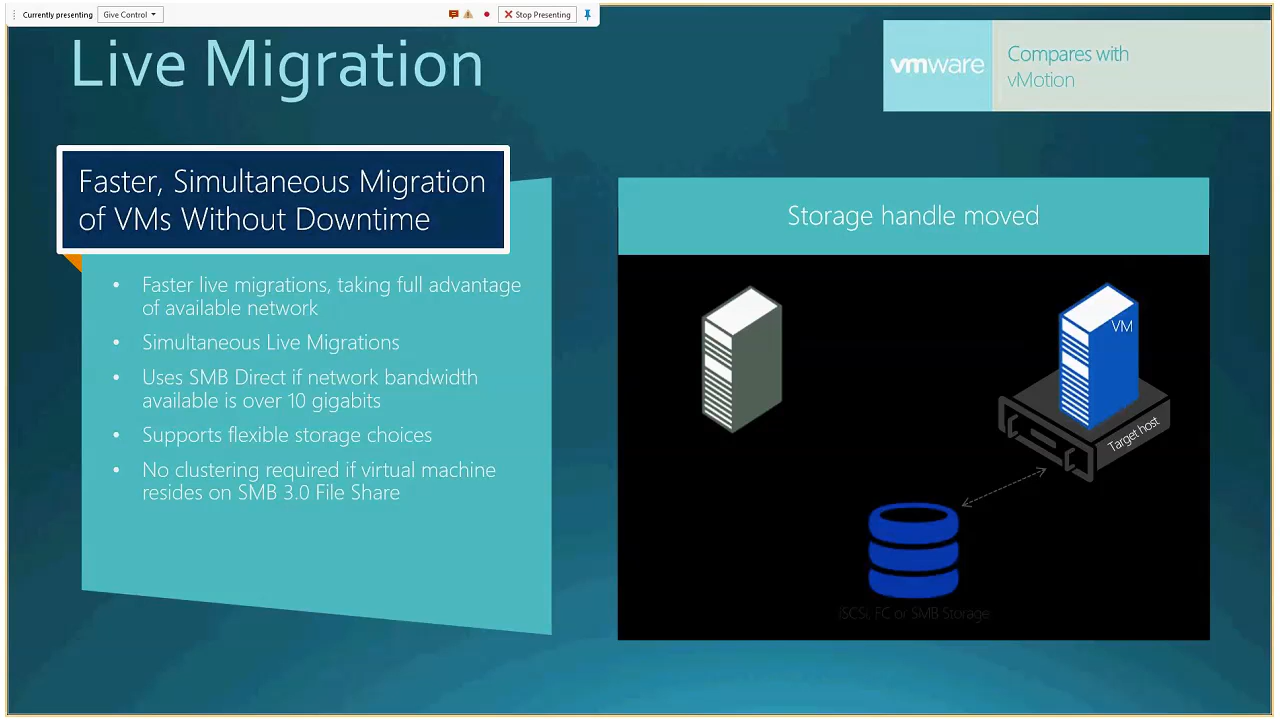 Currently presenting
Give Control
Stop Presenting
Live Migration
vmware
Compares with
vMotion
Faster, Simultaneous Migration
of VMs Without Downtime
• Faster live migrations, taking full advantage
of available network
• Simultaneous Live Migrations
• Uses SMB Direct if network bandwidth
available is over 10 gigabits
• Supports flexible storage choices
• No clustering required if virtual machine
resides on SMB 3.0 File Share
Storage handle moved
VM
Target host
iSCSI, FC or SMB Storage